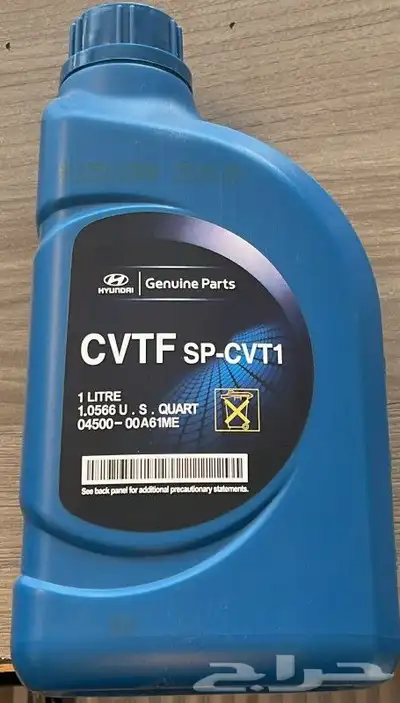 HYUNDAI
Genuine Parts
CVTF SP-CVT1
1 LITRE
1.0566 U . S . QUART
04500-00A61ME
See back panel for additional precautionary statements.
حراج